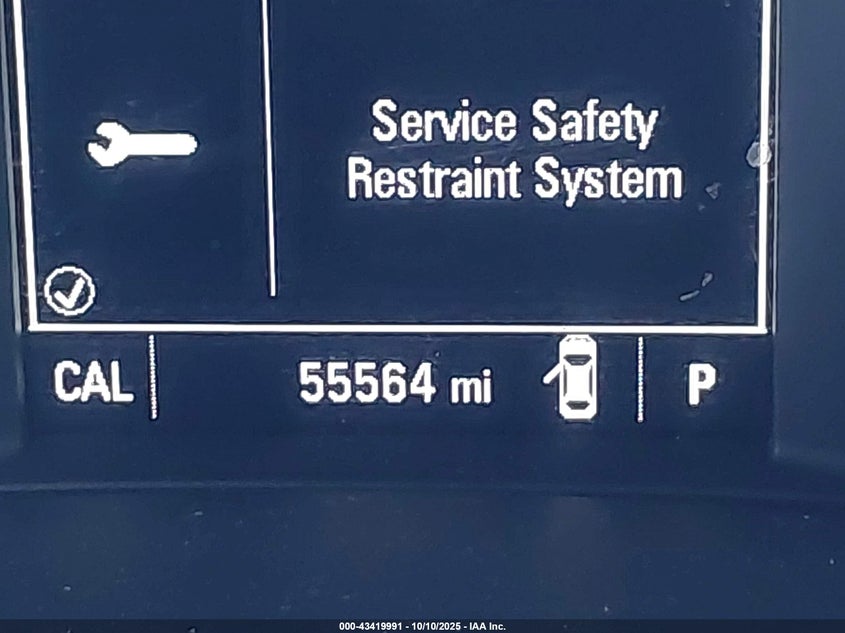 Service Safety
Restraint System
CAL
55564 mi
P
000-43419991 - 10/10/2025 - IAA Inc.